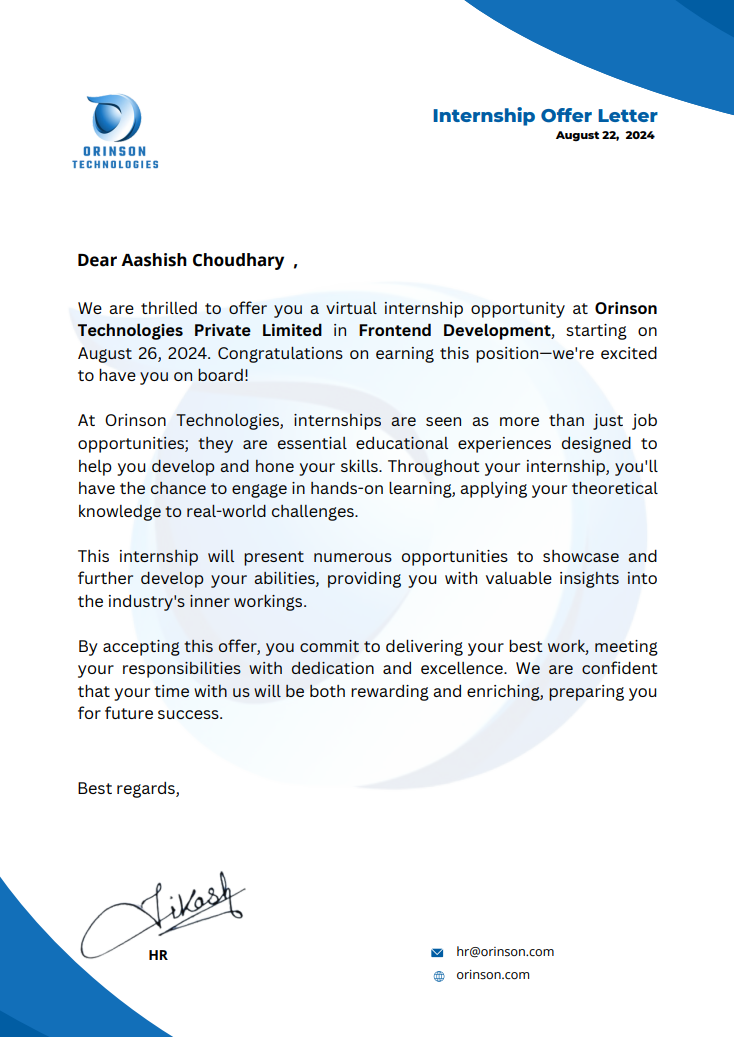 ORINSON
TECHNOLOGIES
Internship Offer Letter
August 22, 2024
Dear Aashish Choudhary ,
We are thrilled to offer you a virtual internship opportunity at Orinson
Technologies Private Limited in Frontend Development, starting on
August 26, 2024. Congratulations on earning this position—we're excited
to have you on board!
At Orinson Technologies, internships are seen as more than just job
opportunities; they are essential educational experiences designed to
help you develop and hone your skills. Throughout your internship, you'll
have the chance to engage in hands-on learning, applying your theoretical
knowledge to real-world challenges.
This internship will present numerous opportunities to showcase and
further develop your abilities, providing you with valuable insights into
the industry's inner workings.
By accepting this offer, you commit to delivering your best work, meeting
your responsibilities with dedication and excellence. We are confident
that your time with us will be both rewarding and enriching, preparing you
for future success.
Best regards,
HR
hr@orinson.com
orinson.com